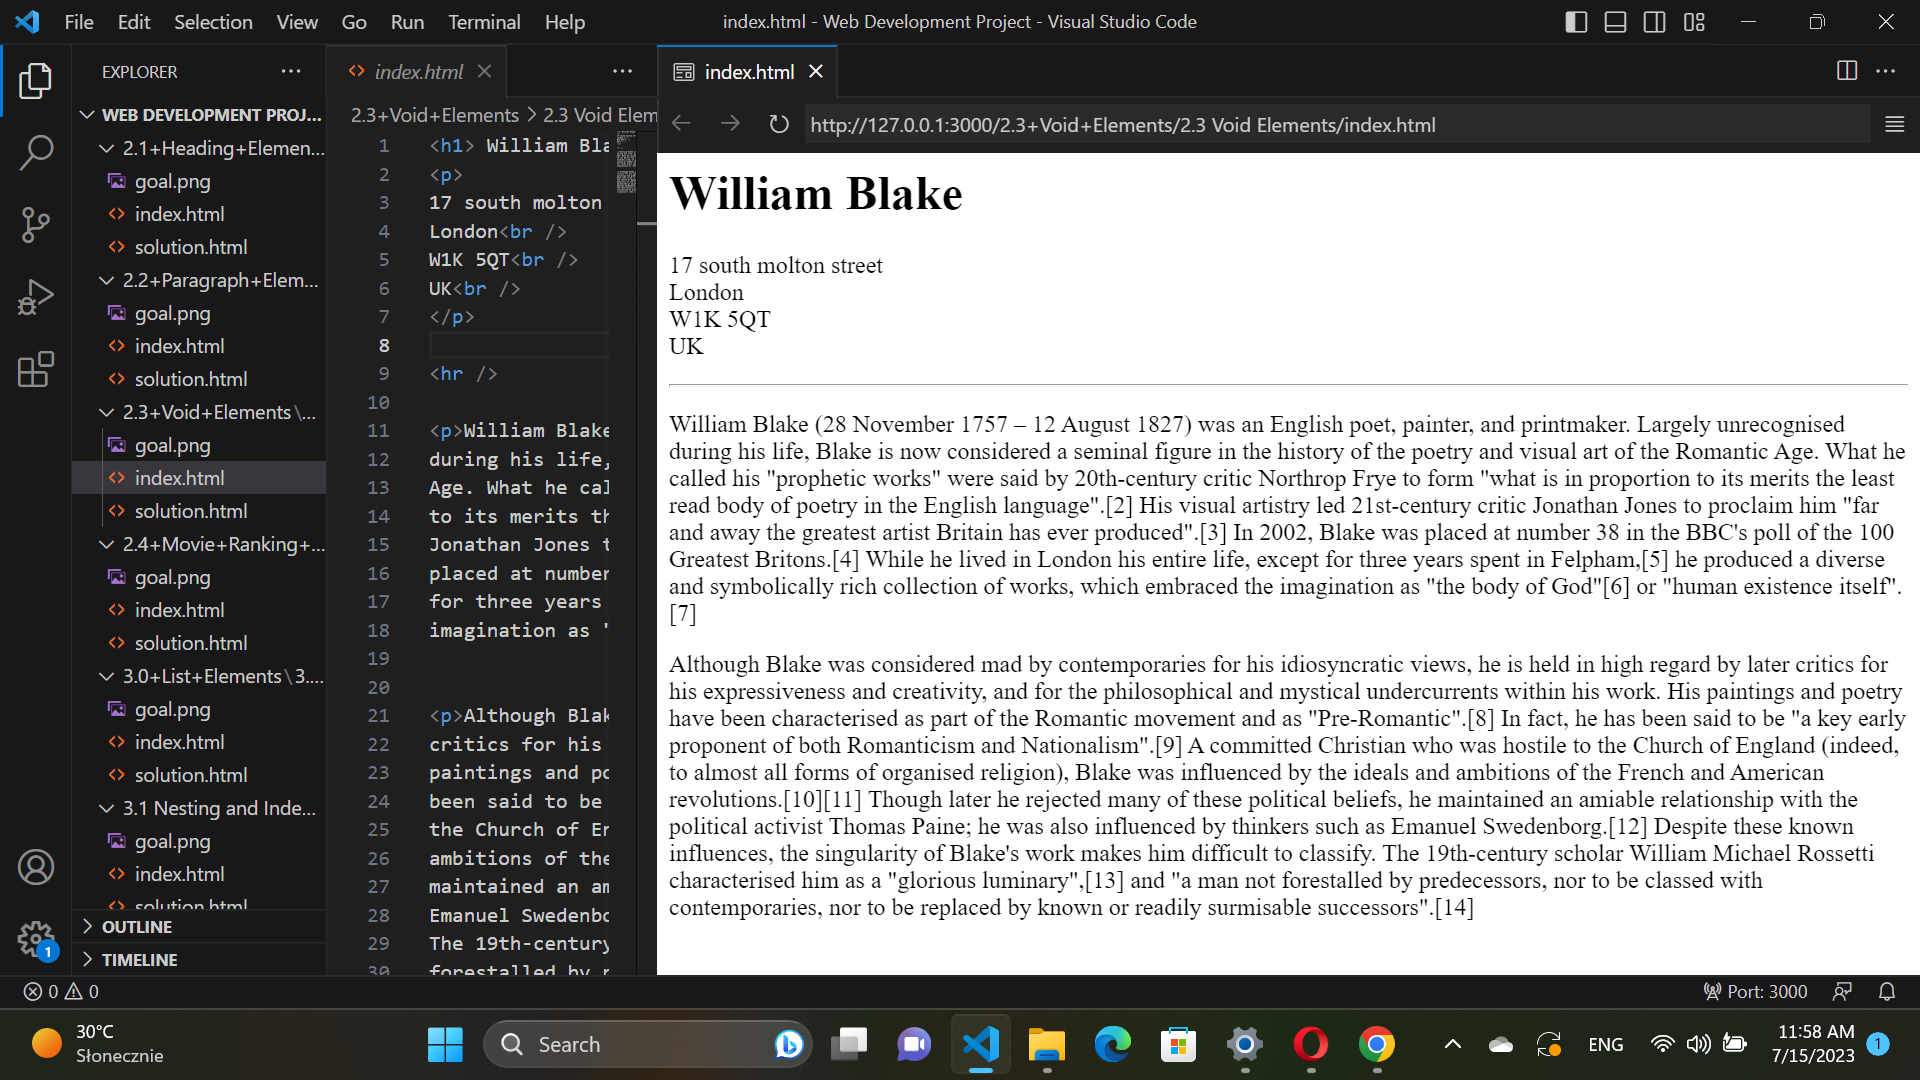 File Edit Selection View Go Run Terminal Help
index.html - Web Development Project - Visual Studio Code
EXPLORER
WEB DEVELOPMENT PROJ...
2.1+Heading+Elemen...
goal.png
index.html
solution.html
2.2+Paragraph+Elem...
goal.png
index.html
solution.html
2.3+Void+Elements\...
goal.png
index.html
solution.html
2.4+Movie+Ranking+...
goal.png
index.html
solution.html
3.0+List+Elements\3....
goal.png
index.html
solution.html
3.1 Nesting and Inde...
goal.png
index.html
solution.html
OUTLINE
TIMELINE
index.html
2.3+Void+Elements > 2.3 Void Elem
1 <h1> William Bla
2 <p>
3 17 south molton
4 London<br />
5 W1K 5QT<br />
6 UK<br />
7 </p>
8
9 <hr />
10
11 <p>William Blake
12 during his life,
13 Age. What he cal
14 to its merits th
15 Jonathan Jones t
16 placed at number
17 for three years
18 imagination as "
19
20
21 <p>Although Blak
22 critics for his
23 paintings and po
24 been said to be
25 the Church of En
26 ambitions of the
27 maintained an am
28 Emanuel Swedenbo
29 The 19th-century
30 forestalled by p
index.html
http://127.0.0.1:3000/2.3+Void+Elements/2.3 Void Elements/index.html
William Blake
17 south molton street
London
W1K 5QT
UK
William Blake (28 November 1757 – 12 August 1827) was an English poet, painter, and printmaker. Largely unrecognised
during his life, Blake is now considered a seminal figure in the history of the poetry and visual art of the Romantic Age. What he
called his "prophetic works" were said by 20th-century critic Northrop Frye to form "what is in proportion to its merits the least
read body of poetry in the English language".[2] His visual artistry led 21st-century critic Jonathan Jones to proclaim him "far
and away the greatest artist Britain has ever produced".[3] In 2002, Blake was placed at number 38 in the BBC's poll of the 100
Greatest Britons.[4] While he lived in London his entire life, except for three years spent in Felpham,[5] he produced a diverse
and symbolically rich collection of works, which embraced the imagination as "the body of God"[6] or "human existence itself".
[7]
Although Blake was considered mad by contemporaries for his idiosyncratic views, he is held in high regard by later critics for
his expressiveness and creativity, and for the philosophical and mystical undercurrents within his work. His paintings and poetry
have been characterised as part of the Romantic movement and as "Pre-Romantic".[8] In fact, he has been said to be "a key early
proponent of both Romanticism and Nationalism".[9] A committed Christian who was hostile to the Church of England (indeed,
to almost all forms of organised religion), Blake was influenced by the ideals and ambitions of the French and American
revolutions.[10][11] Though later he rejected many of these political beliefs, he maintained an amiable relationship with the
political activist Thomas Paine; he was also influenced by thinkers such as Emanuel Swedenborg.[12] Despite these known
influences, the singularity of Blake's work makes him difficult to classify. The 19th-century scholar William Michael Rossetti
characterised him as a "glorious luminary",[13] and "a man not forestalled by predecessors, nor to be classed with
contemporaries, nor to be replaced by known or readily surmisable successors".[14]
1
0 0
Port: 3000
30°C
Słonecznie
Search
ENG
11:58 AM
7/15/2023
1